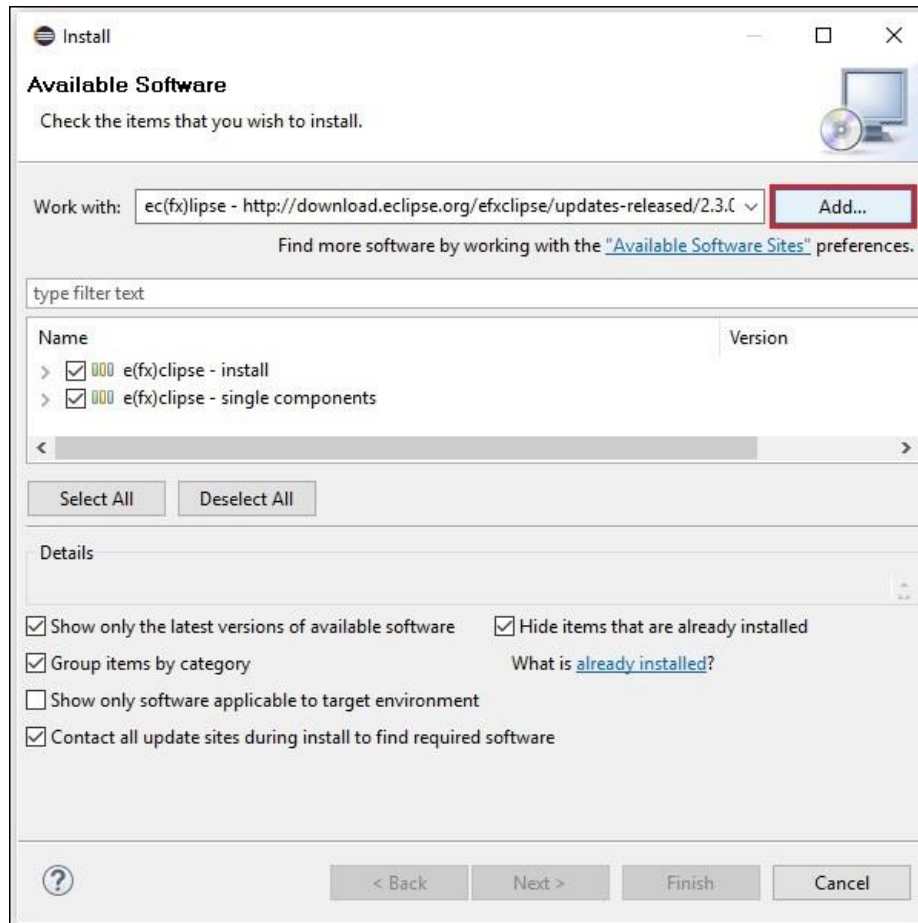 Install
Available Software
Check the items that you wish to install.
Work with: ec(fx)lipse - http://download.eclipse.org/efxclipse/updates-released/2.3.0 Add...
Find more software by working with the "Available Software Sites" preferences.
type filter text
Name Version
e(fx)clipse - install
e(fx)clipse - single components
Select All Deselect All
Details
Show only the latest versions of available software Hide items that are already installed
Group items by category What is already installed?
Show only software applicable to target environment
Contact all update sites during install to find required software
? < Back Next > Finish Cancel